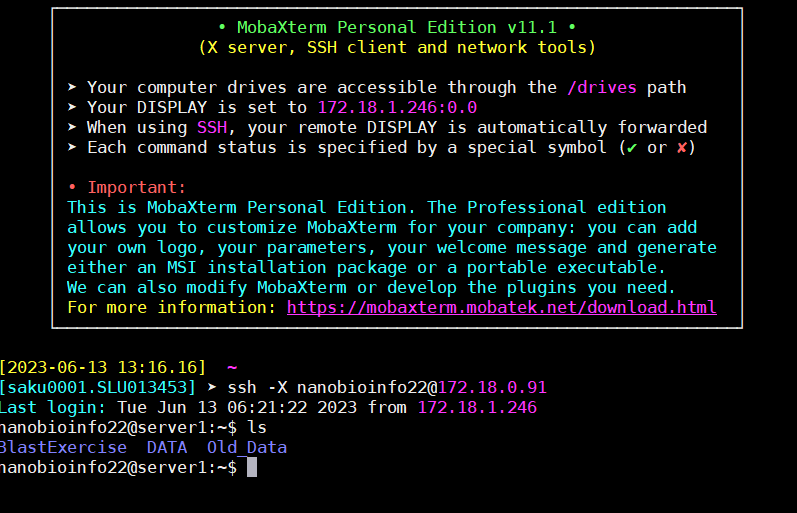 • MobaXterm Personal Edition v11.1 •
(X server, SSH client and network tools)
➤ Your computer drives are accessible through the /drives path
➤ Your DISPLAY is set to 172.18.1.246:0.0
➤ When using SSH, your remote DISPLAY is automatically forwarded
➤ Each command status is specified by a special symbol (✔ or ✘)
• Important:
This is MobaXterm Personal Edition. The Professional edition
allows you to customize MobaXterm for your company: you can add
your own logo, your parameters, your welcome message and generate
either an MSI installation package or a portable executable.
We can also modify MobaXterm or develop the plugins you need.
For more information: https://mobaxterm.mobatek.net/download.html
[2023-06-13 13:16.16] ~
[saku0001.SLU013453] ➤ ssh -X nanobioinfo22@172.18.0.91
Last login: Tue Jun 13 06:21:22 2023 from 172.18.1.246
nanobioinfo22@server1:~$ ls
BlastExercise DATA Old_Data
nanobioinfo22@server1:~$